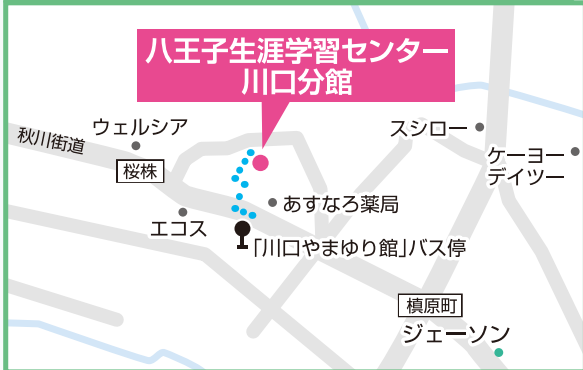 八王子生涯学習センター
川口分館
秋川街道
ウェルシア
桜株
スシロー
ケーヨー
デイツー
あすなろ薬局
エコス
「川口やまゆり館」バス停
槙原町
ジェーソン